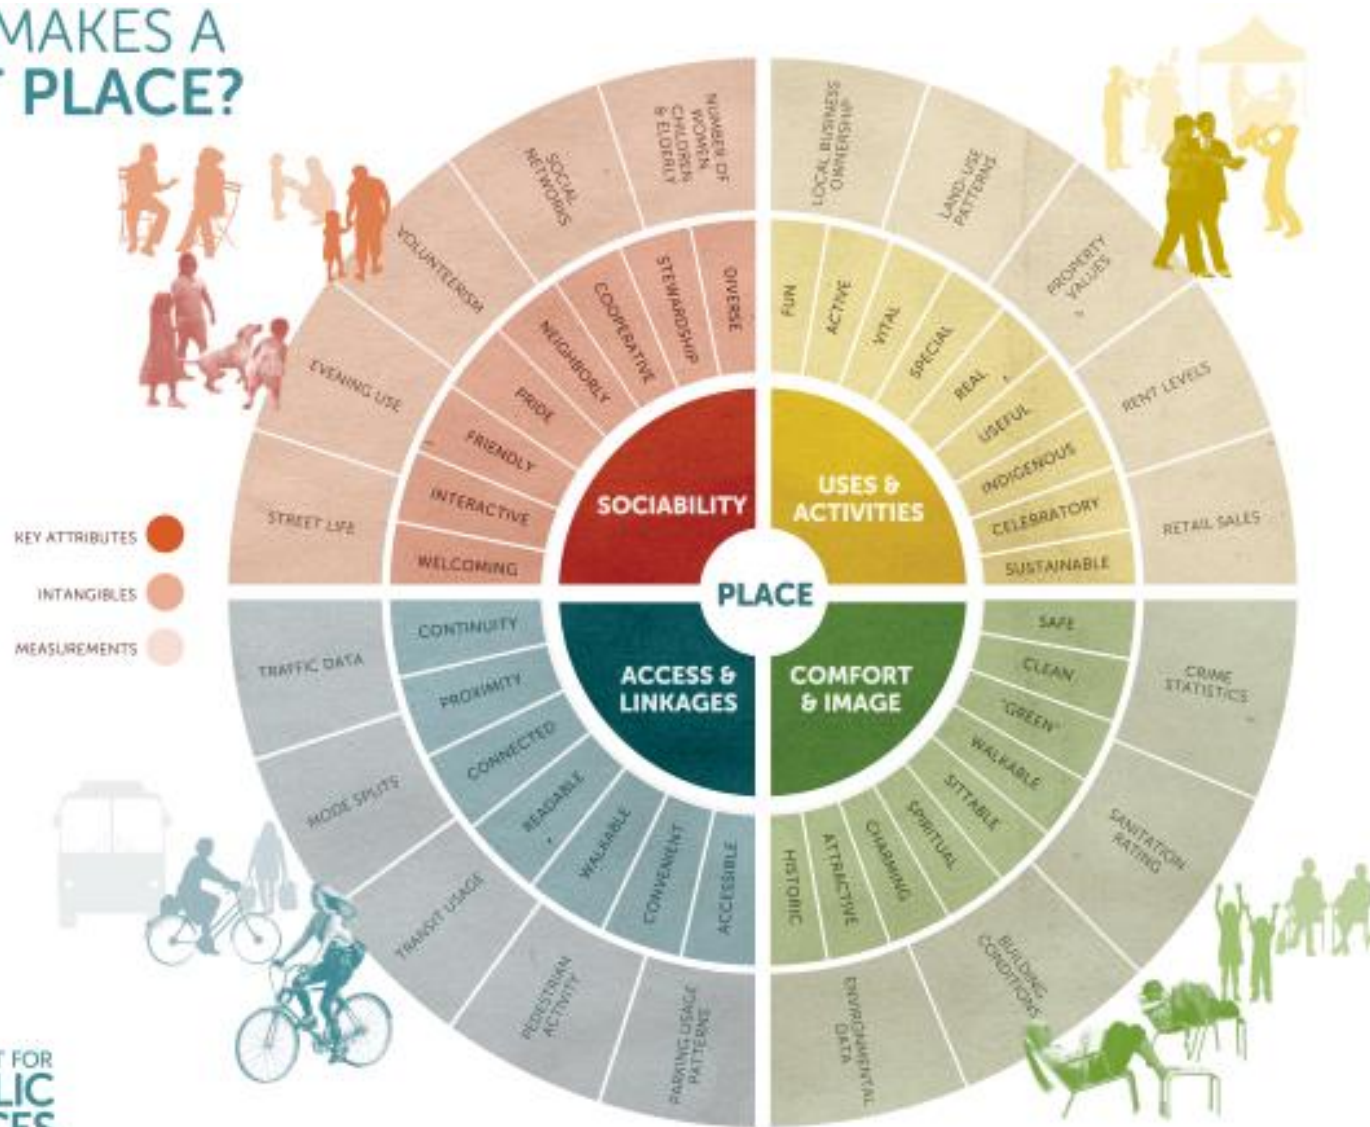 MAKES A
PLACE?
KEY ATTRIBUTES
INTANGIBLES
MEASUREMENTS
PLACE
SOCIABILITY
DIVERSE
STEWARDSHIP
COOPERATIVE
NEIGHBORLY
PRIDE
FRIENDLY
INTERACTIVE
WELCOMING
NUMBER OF
WOMEN
CHILDREN
& ELDERLY
SOCIAL
NETWORKS
VOLUNTEERISM
EVENING USE
STREET LIFE
USES &
ACTIVITIES
FUN
ACTIVE
VITAL
SPECIAL
REAL
USEFUL
INDIGENOUS
CELEBRATORY
SUSTAINABLE
LOCAL BUSINESS
OWNERSHIP
LAND-USE
PATTERNS
PROPERTY
VALUES
RENT LEVELS
RETAIL SALES
COMFORT
& IMAGE
SAFE
CLEAN
"GREEN"
WALKABLE
SITTABLE
SPIRITUAL
CHARMING
ATTRACTIVE
HISTORIC
CRIME
STATISTICS
SANITATION
RATING
BUILDING
CONDITIONS
ENVIRONMENTAL
DATA
ACCESS &
LINKAGES
CONTINUITY
PROXIMITY
CONNECTED
READABLE
WALKABLE
CONVENIENT
ACCESSIBLE
TRAFFIC DATA
MODE SPLITS
TRANSIT USAGE
PEDESTRIAN
ACTIVITY
PARKING USAGE
PATTERNS
T FOR
LIC
CES